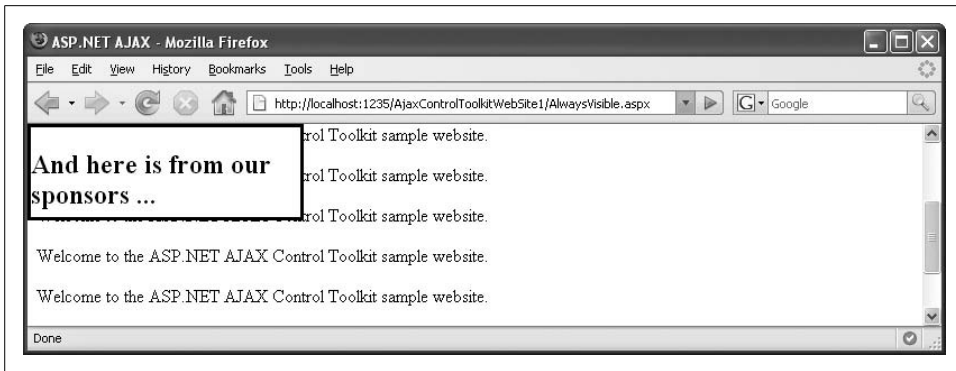 ASP.NET AJAX - Mozilla Firefox
File Edit View History Bookmarks Tools Help
http://localhost:1235/AjaxControlToolkitWebSite1/AlwaysVisible.aspx
G Google
And here is from our
sponsors ...
rol Toolkit sample website.
trol Toolkit sample website.
Control Toolkit sample website.
Welcome to the ASP.NET AJAX Control Toolkit sample website.
Welcome to the ASP.NET AJAX Control Toolkit sample website.
Done